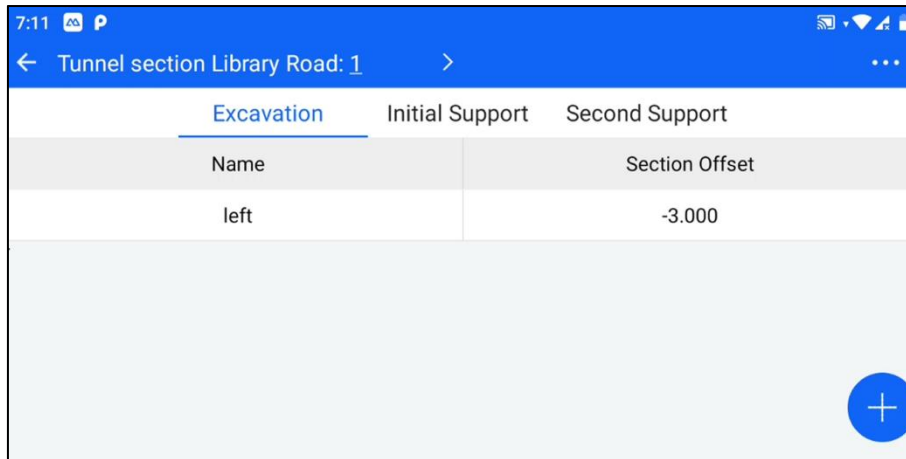 7:11
Tunnel section Library Road: 1
Excavation Initial Support Second Support
Name Section Offset
left -3.000